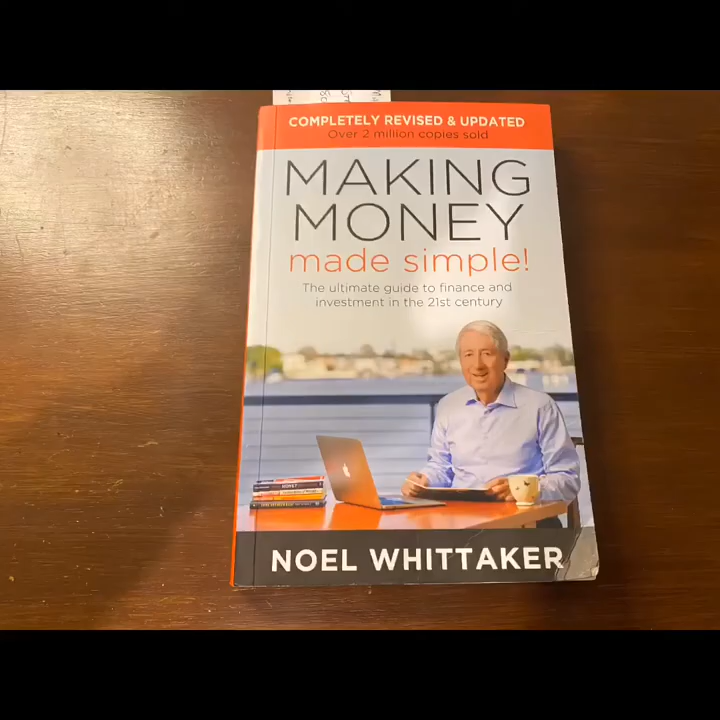 COMPLETELY REVISED & UPDATED
Over 2 million copies sold
MAKING
MONEY
made simple!
The ultimate guide to finance and
investment in the 21st century
NOEL WHITTAKER